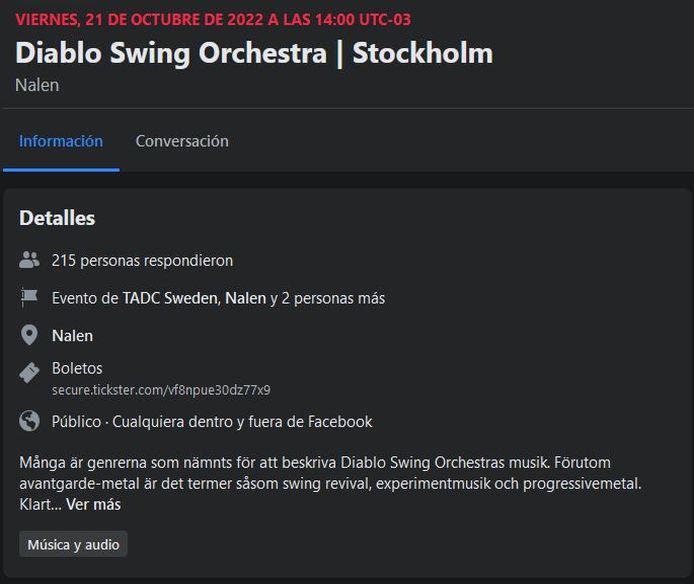 VIERNES, 21 DE OCTUBRE DE 2022 A LAS 14:00 UTC-03
Diablo Swing Orchestra | Stockholm
Nalen
Información
Conversación
Detalles
215 personas respondieron
Evento de TADC Sweden, Nalen y 2 personas más
Nalen
Boletos
secure.tickster.com/vf8npue30dz77x9
Público · Cualquiera dentro y fuera de Facebook
Många är genrerna som nämnts för att beskriva Diablo Swing Orchestras musik. Förutom
avantgarde-metal är det termer såsom swing revival, experimentmusik och progressivemetal.
Klart... Ver más
Música y audio